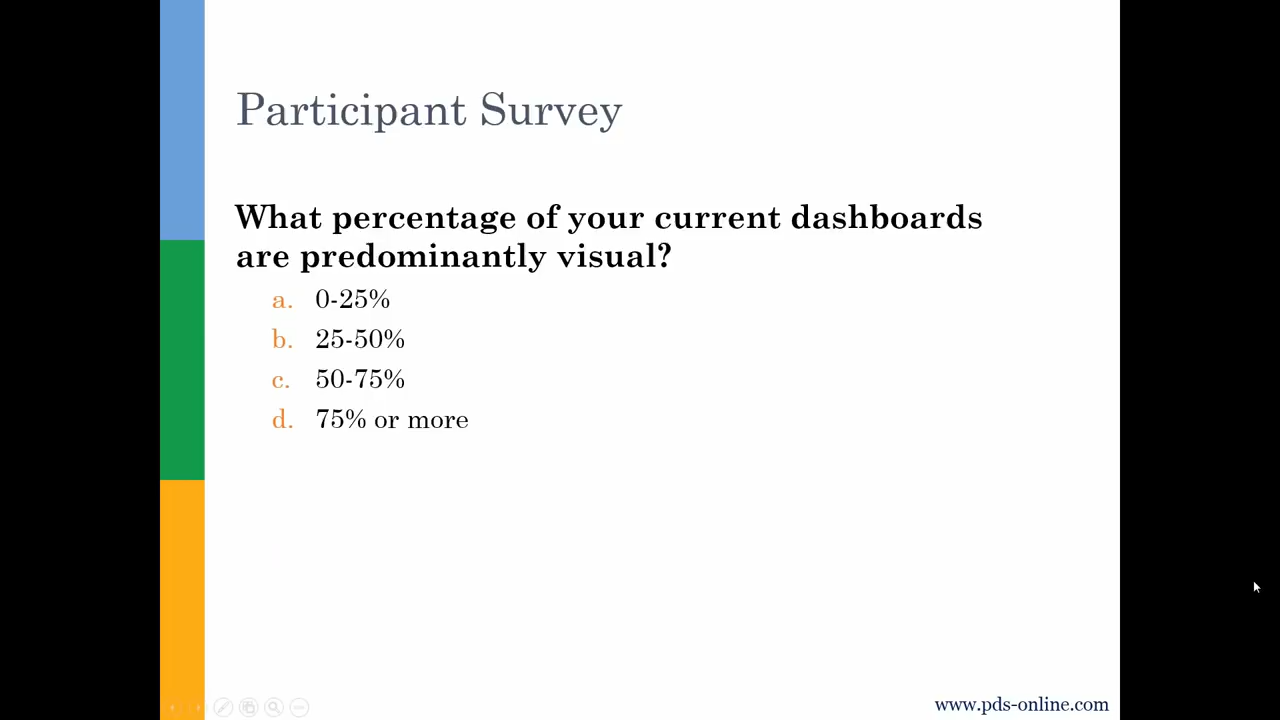 Participant Survey
What percentage of your current dashboards
are predominantly visual?
a. 0-25%
b. 25-50%
c. 50-75%
d. 75% or more
www.pds-online.com